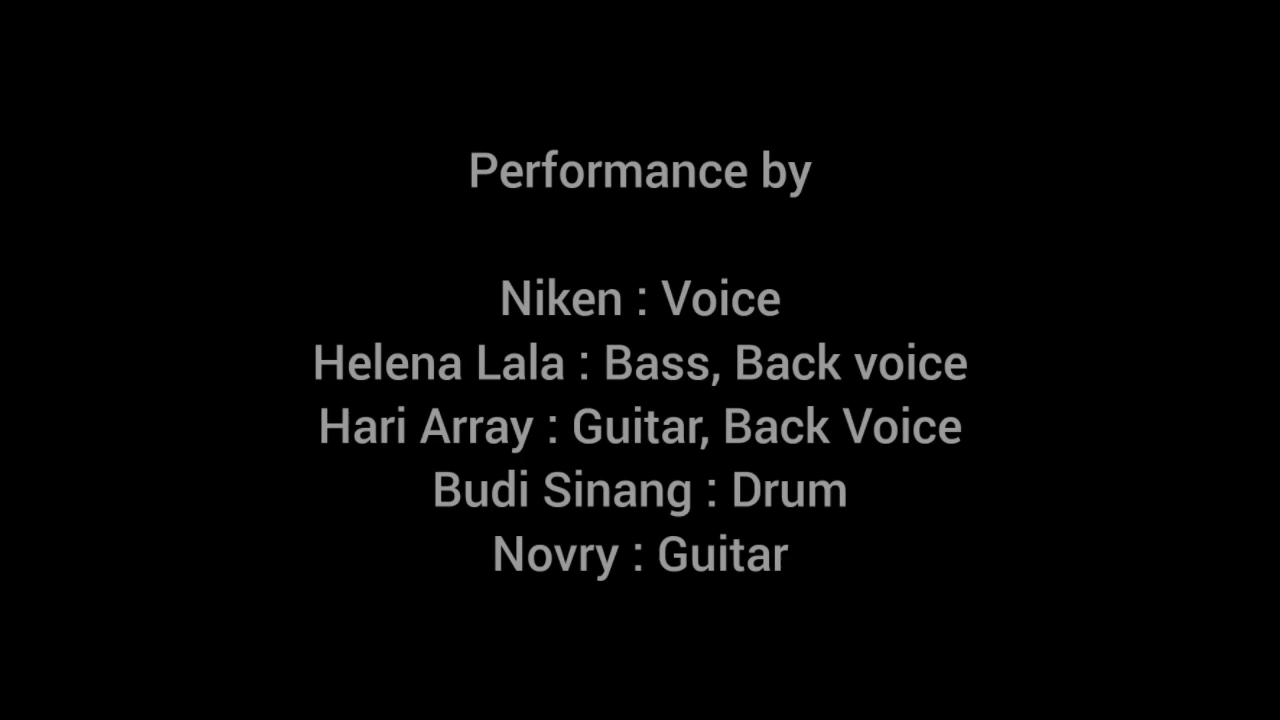 Performance by
Niken : Voice
Helena Lala : Bass, Back voice
Hari Array : Guitar, Back Voice
Budi Sinang : Drum
Novry : Guitar